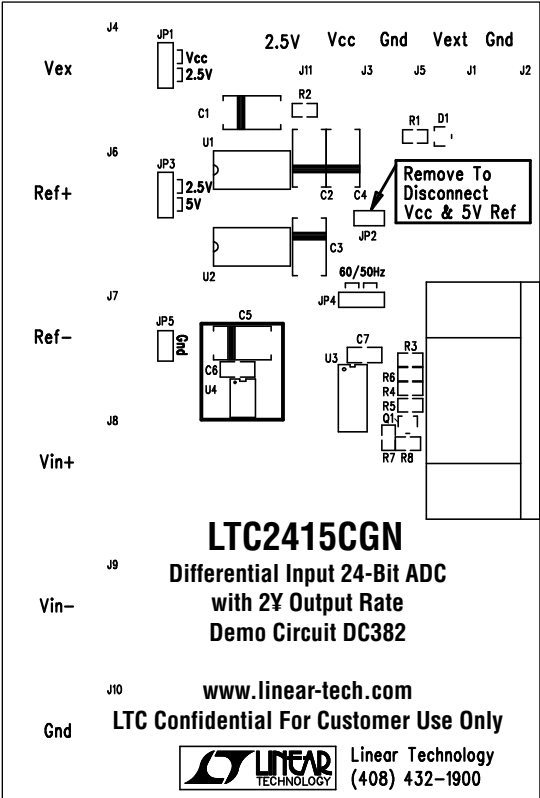 J4
JP1
2.5V Vcc Gnd Vext Gnd
Vex
Vcc
2.5V
J11 J3 J5 J1 J2
C1
R2
R1 D1
U1
J6
JP3
Ref+
2.5V
5V
C2 C4
Remove To
Disconnect
Vcc & 5V Ref
JP2
C3
U2
60/50Hz
J7
JP4
Ref-
JP5
Gnd
C5
C6
U4
U3
C7
R3
R6
R4
R5
Q1
R7 R8
J8
Vin+
LTC2415CGN
J9
Differential Input 24-Bit ADC
Vin-
with 2¥ Output Rate
Demo Circuit DC382
J10
www.linear-tech.com
Gnd
LTC Confidential For Customer Use Only
LINEAR
TECHNOLOGY
Linear Technology
(408) 432-1900